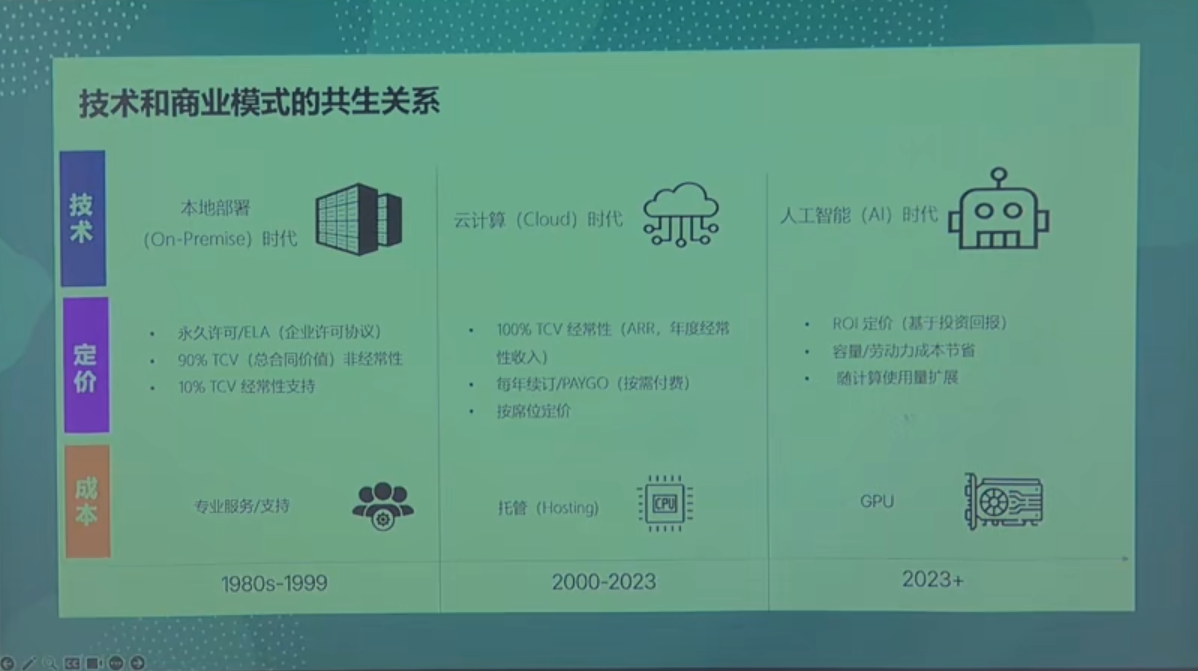 技术和商业模式的共生关系
技术
本地部署
(On-Premise) 时代
云计算（Cloud）时代
人工智能（AI）时代
定价
• 永久许可/ELA（企业许可协议）
• 90% TCV（总合同价值）非经常性
• 10% TCV 经常性支持
• 100% TCV 经常性（ARR，年度经常
性收入）
• 每年续订/PAYGO（按需付费）
• 按席位定价
• ROI 定价（基于投资回报）
• 容量/劳动力成本节省
• 随计算使用量扩展
成本
专业服务/支持
托管（Hosting）
CPU
GPU
1980s-1999
2000-2023
2023+